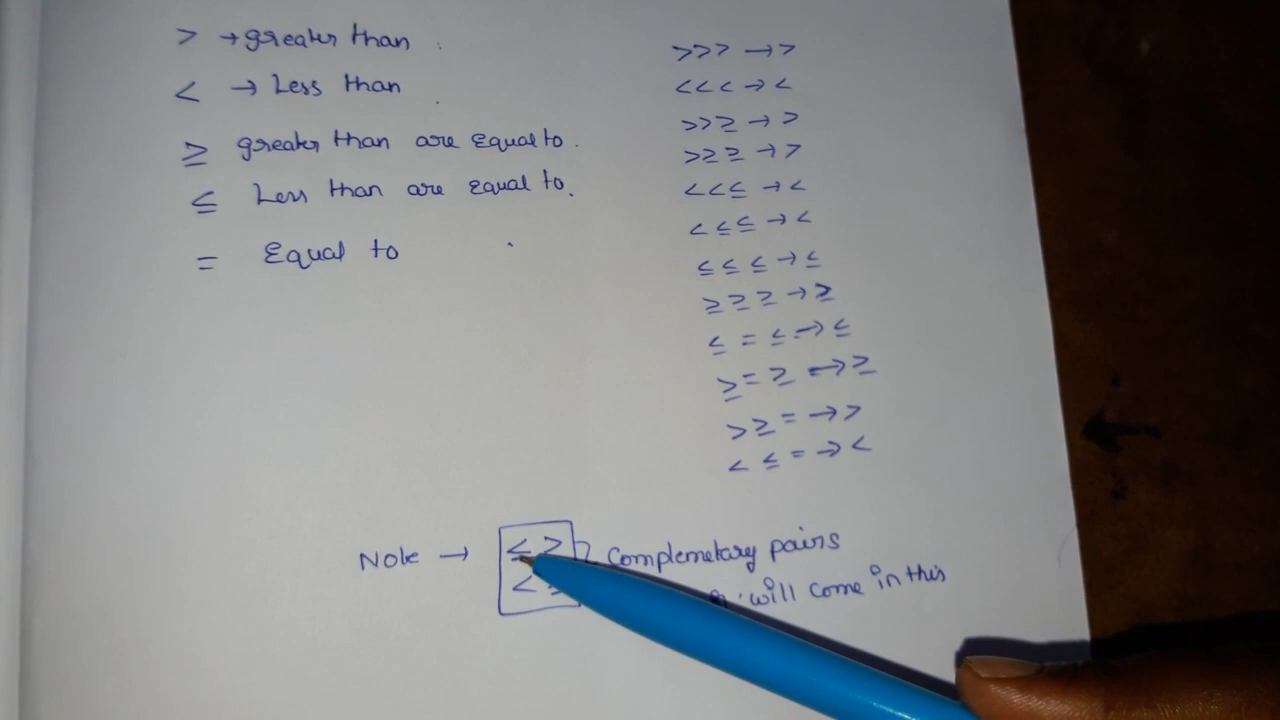 > → greater than
< → Less than
≥ greater than are Equal to.
≤ Less than are equal to.
= Equal to
>>> → >
<<< → <
>>≥ → >
>≥≥ → >
<<≤ → <
<≤≤ → <
≤≤≤ → ≤
≥≥≥ → ≥
≤=≤ → ≤
≥=≥ → ≥
>≥= → >
<≤= → <
Note → ≤ > Complemetary pairs
< will come in this